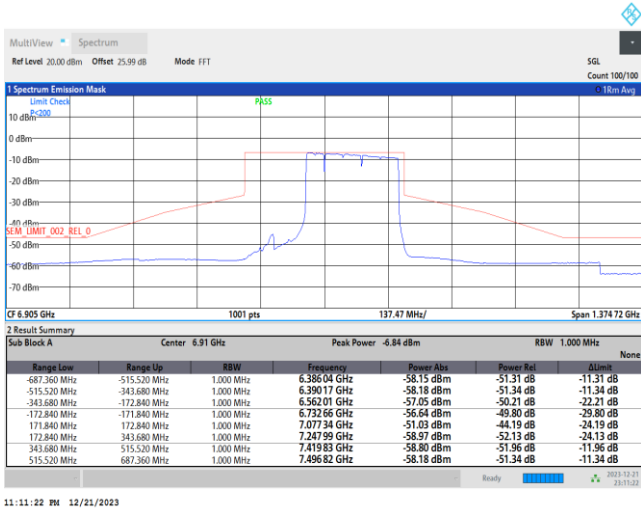 MultiView Spectrum
Ref Level 20.00 dBm Offset 25.99 dB Mode FFT SGL
Count 100/100
1 Spectrum Emission Mask 1Rm Avg
Limit Check PASS
P<200
10 dBm
0 dBm
-10 dBm
-20 dBm
-30 dBm
-40 dBm
SEM_LIMIT_002_REL_0
-50 dBm
-60 dBm
-70 dBm
CF 6.905 GHz 1001 pts 137.47 MHz/ Span 1.374 72 GHz
2 Result Summary
Sub Block A Center 6.91 GHz Peak Power -6.84 dBm RBW 1.000 MHz
None
Range Low Range Up RBW Frequency Power Abs Power Rel ΔLimit
-687.360 MHz -515.520 MHz 1.000 MHz 6.386 04 GHz -58.15 dBm -51.31 dB -11.31 dB
-515.520 MHz -343.680 MHz 1.000 MHz 6.390 17 GHz -58.18 dBm -51.34 dB -11.34 dB
-343.680 MHz -172.840 MHz 1.000 MHz 6.562 01 GHz -57.05 dBm -50.21 dB -22.21 dB
-172.840 MHz -171.840 MHz 1.000 MHz 6.732 66 GHz -56.64 dBm -49.80 dB -29.80 dB
171.840 MHz 172.840 MHz 1.000 MHz 7.077 34 GHz -51.03 dBm -44.19 dB -24.19 dB
172.840 MHz 343.680 MHz 1.000 MHz 7.247 99 GHz -58.97 dBm -52.13 dB -24.13 dB
343.680 MHz 515.520 MHz 1.000 MHz 7.419 83 GHz -58.80 dBm -51.96 dB -11.96 dB
515.520 MHz 687.360 MHz 1.000 MHz 7.496 82 GHz -58.18 dBm -51.34 dB -11.34 dB
Ready 2023-12-21
23:11:22
11:11:22 PM 12/21/2023